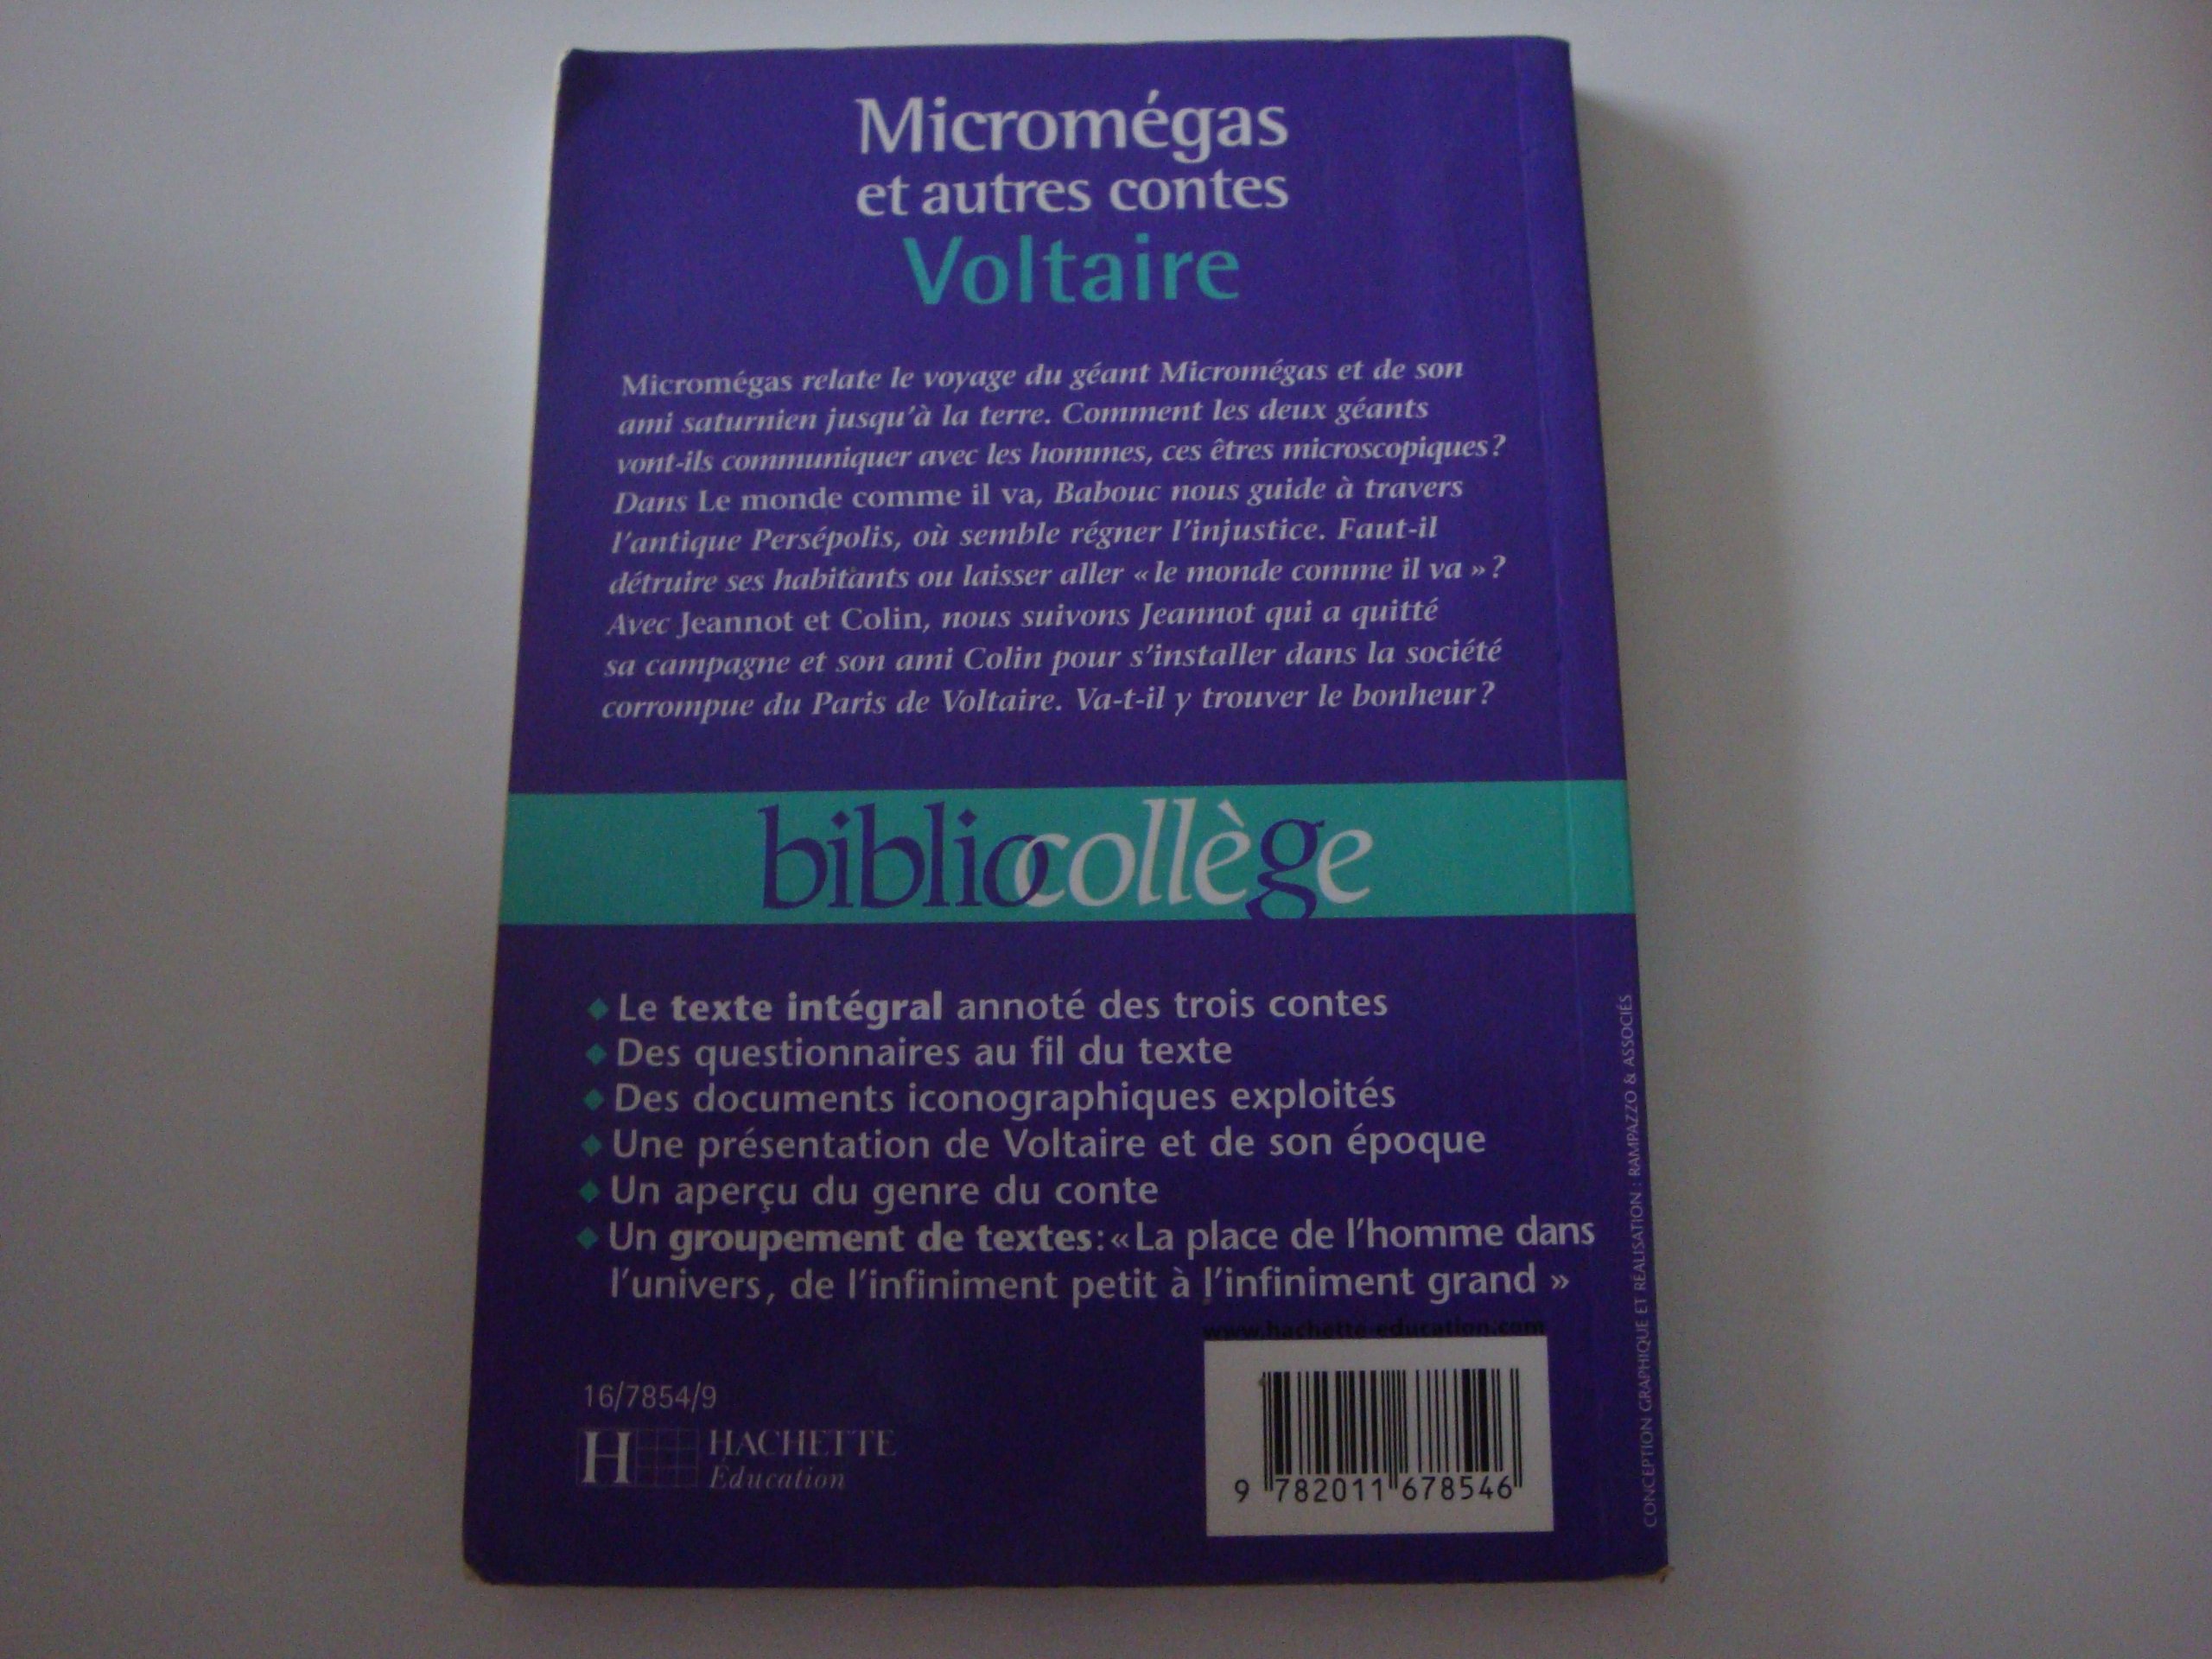 Micromégas
et autres contes
Voltaire
Micromégas relate le voyage du géant Micromégas et de son
ami saturnien jusqu'à la terre. Comment les deux géants
vont-ils communiquer avec les hommes, ces êtres microscopiques ?
Dans Le monde comme il va, Babouc nous guide à travers
l'antique Persépolis, où semble régner l'injustice. Faut-il
détruire ses habitants ou laisser aller « le monde comme il va » ?
Avec Jeannot et Colin, nous suivons Jeannot qui a quitté
sa campagne et son ami Colin pour s'installer dans la société
corrompue du Paris de Voltaire. Va-t-il y trouver le bonheur ?
bibliocollège
◆ Le texte intégral annoté des trois contes
◆ Des questionnaires au fil du texte
◆ Des documents iconographiques exploités
◆ Une présentation de Voltaire et de son époque
◆ Un aperçu du genre du conte
◆ Un groupement de textes : « La place de l'homme dans
l'univers, de l'infiniment petit à l'infiniment grand »
www.hachette-education.com
16/7854/9
H HACHETTE
Éducation
9 782011 678546
CONCEPTION GRAPHIQUE ET RÉALISATION : RAMPAZZO & ASSOCIÉS